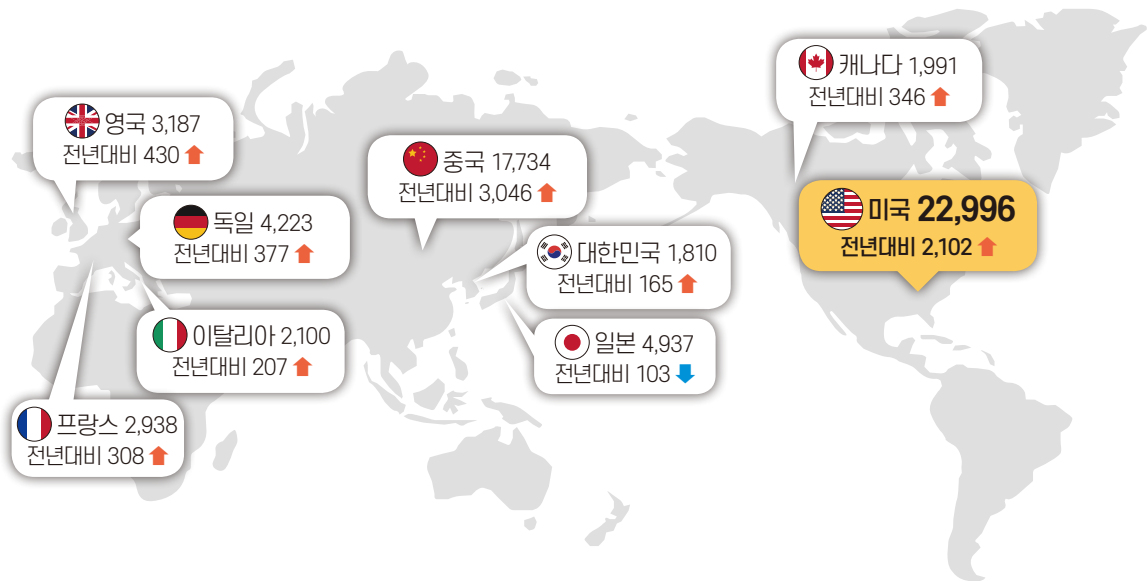 캐나다 1,991
전년대비 346
영국 3,187
전년대비 430
중국 17,734
전년대비 3,046
미국 22,996
전년대비 2,102
독일 4,223
전년대비 377
대한민국 1,810
전년대비 165
이탈리아 2,100
전년대비 207
일본 4,937
전년대비 103
프랑스 2,938
전년대비 308